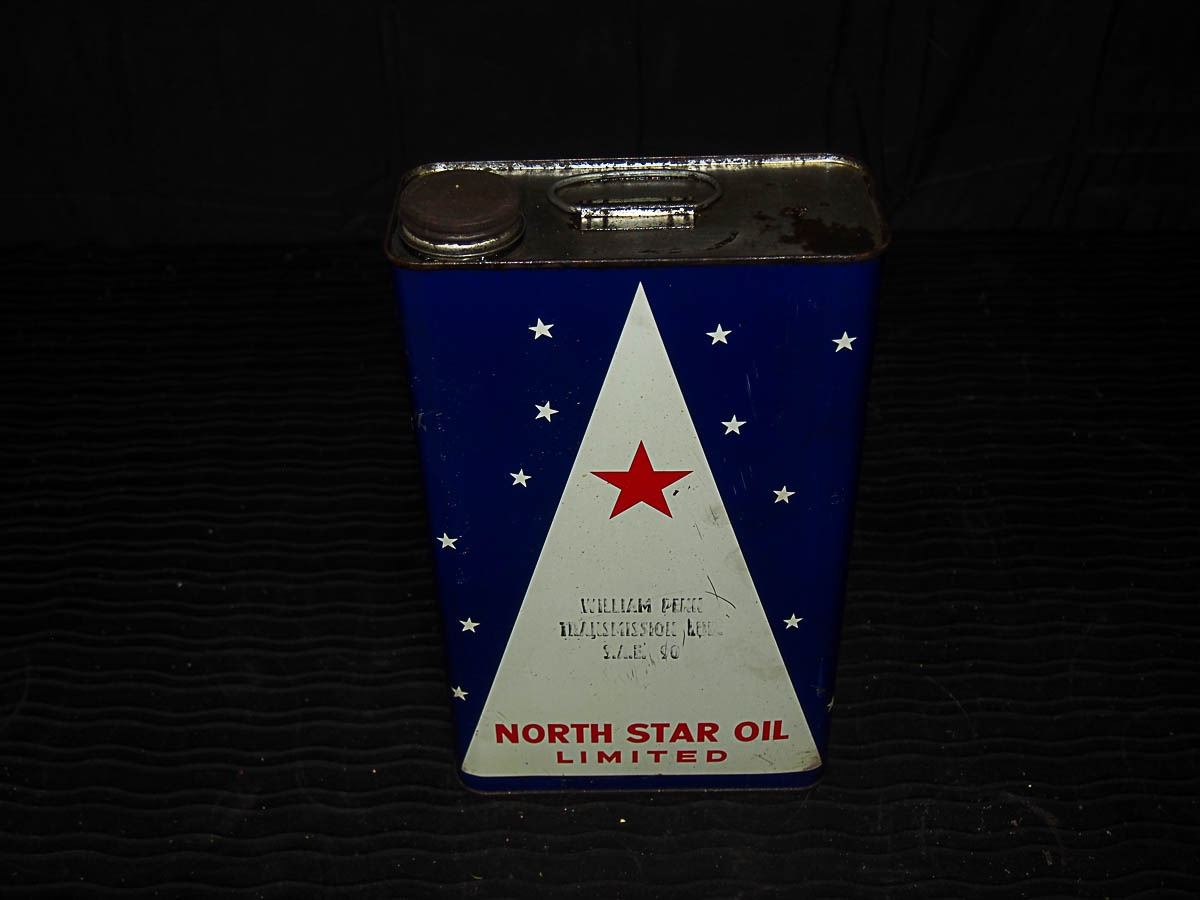 WILLIAM PENN
TRANSMISSION LUBE
S.A.E. 90
NORTH STAR OIL
LIMITED